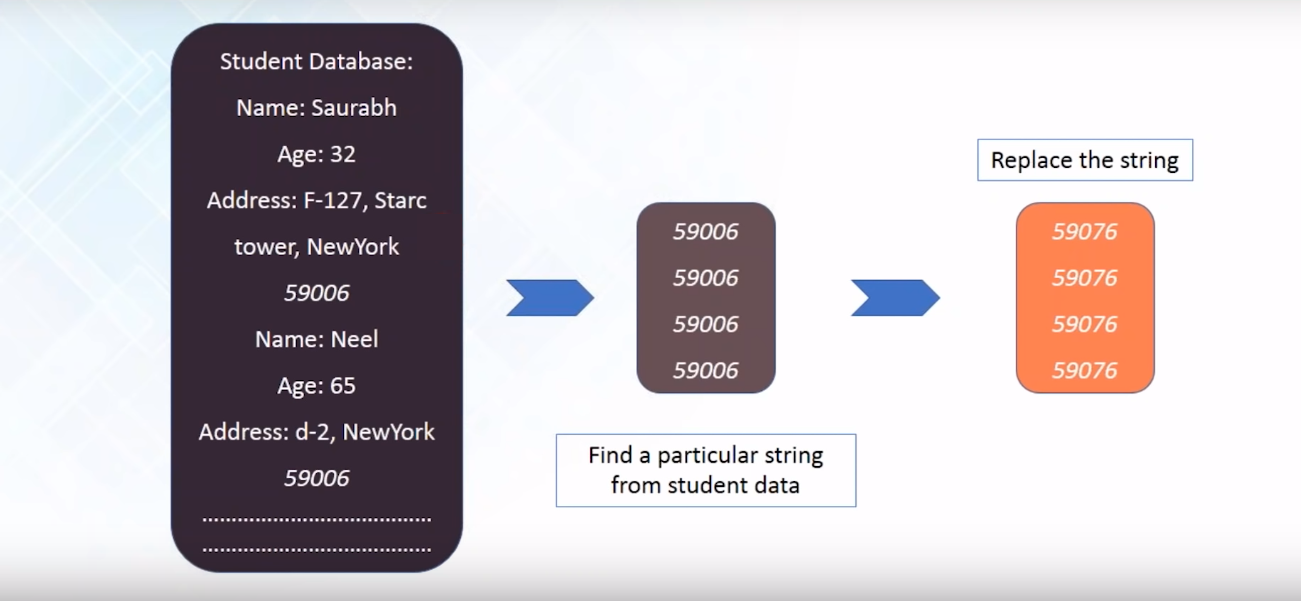 Student Database:
Name: Saurabh
Age: 32
Address: F-127, Starc
tower, NewYork
59006
Name: Neel
Age: 65
Address: d-2, NewYork
59006
.......................................
.......................................
59006
59006
59006
59006
Find a particular string
from student data
Replace the string
59076
59076
59076
59076